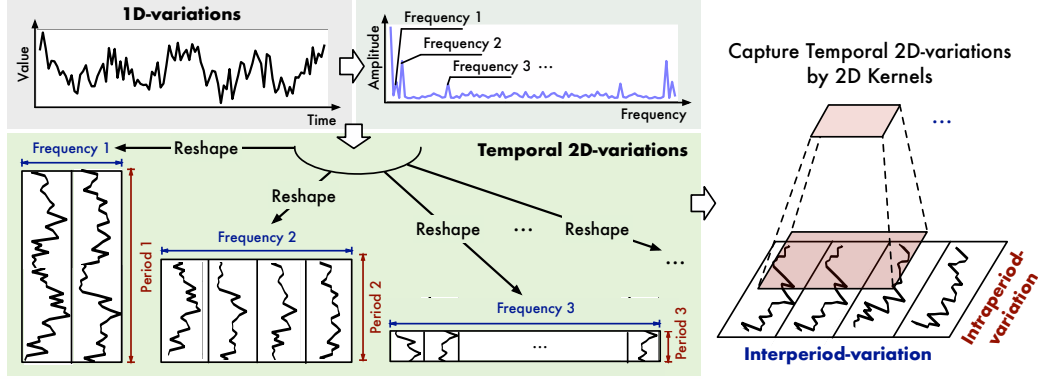 1D-variations
Value
Time
Amplitude
Frequency 1
Frequency 2
Frequency 3 ...
Frequency
Capture Temporal 2D-variations
by 2D Kernels
...
Temporal 2D-variations
Frequency 1
Reshape
Period 1
Reshape
Frequency 2
Period 2
Reshape
...
Reshape
...
Frequency 3
...
Period 3
Interperiod-variation
Intraperiod-
variation